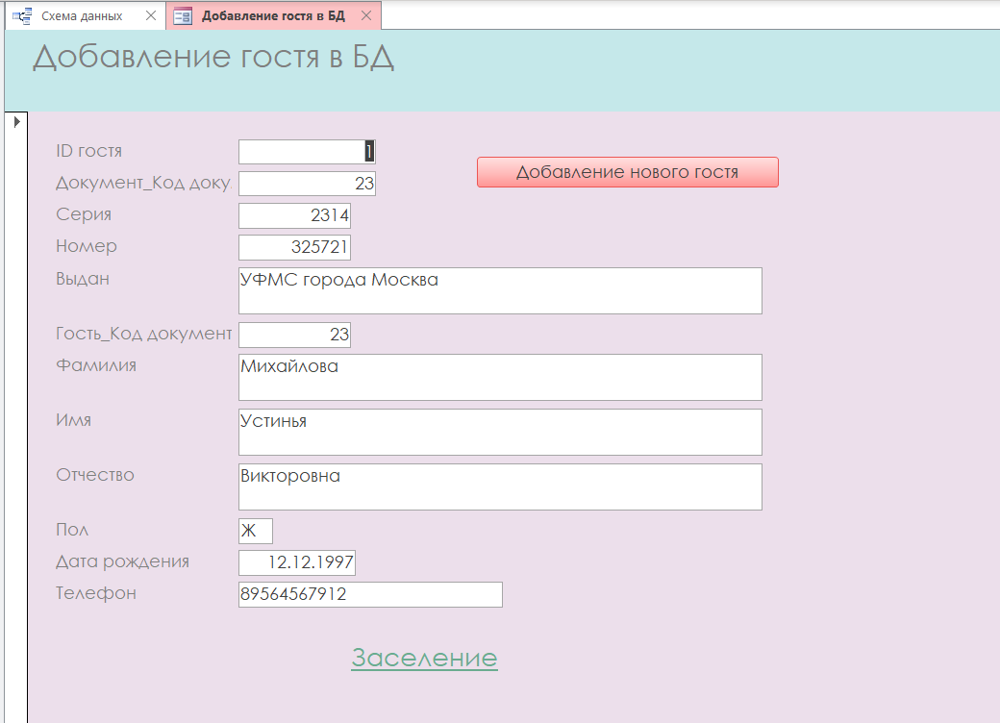 Схема данных
Добавление гостя в БД
Добавление гостя в БД
ID гостя 1
Добавление нового гостя
Документ_Код доку 23
Серия 2314
Номер 325721
Выдан УФМС города Москва
Гость_Код документ 23
Фамилия Михайлова
Имя Устинья
Отчество Викторовна
Пол Ж
Дата рождения 12.12.1997
Телефон 89564567912
Заселение